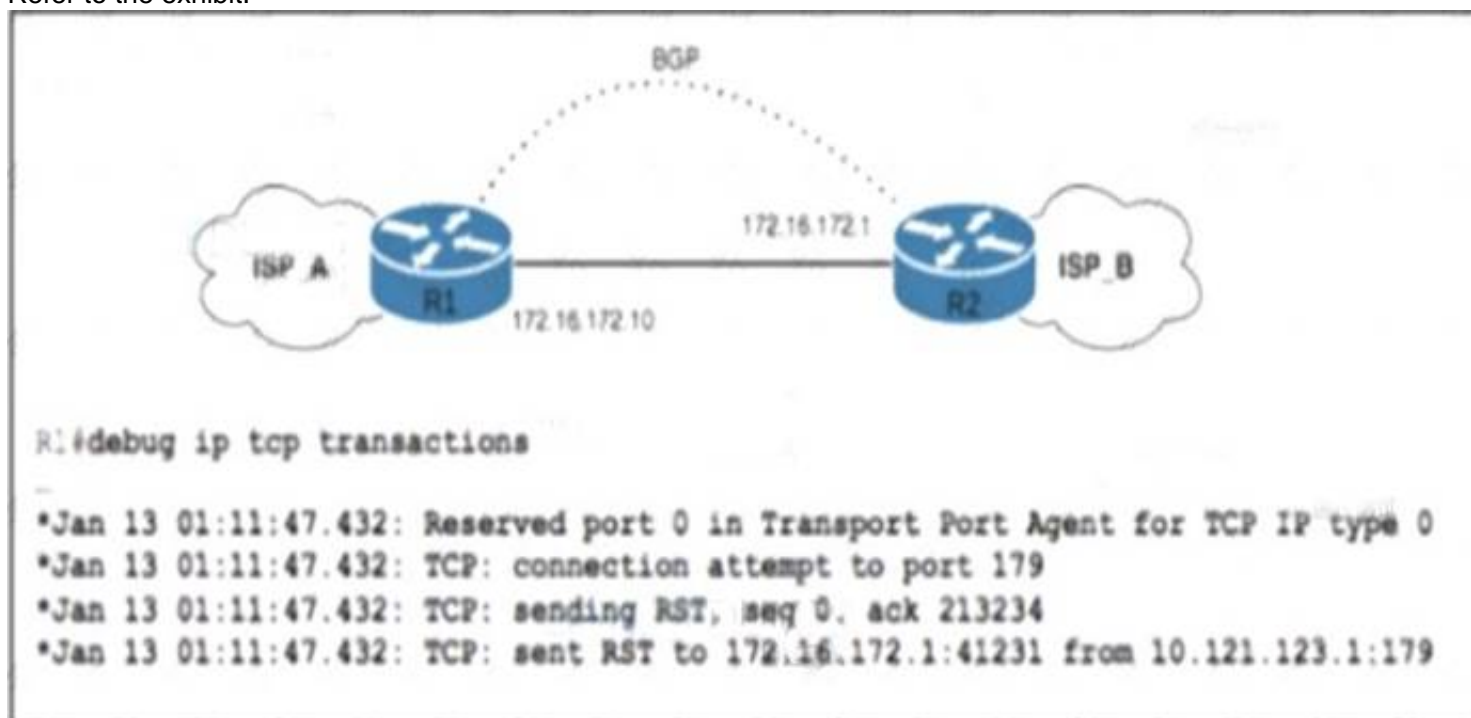 Refer to the exhibit.
BGP
172.16.172.1
ISP_A
ISP_B
R1
R2
172.16.172.10
R1#debug ip tcp transactions
*Jan 13 01:11:47.432: Reserved port 0 in Transport Port Agent for TCP IP type 0
*Jan 13 01:11:47.432: TCP: connection attempt to port 179
*Jan 13 01:11:47.432: TCP: sending RST, seq 0, ack 213234
*Jan 13 01:11:47.432: TCP: sent RST to 172.16.172.1:41231 from 10.121.123.1:179